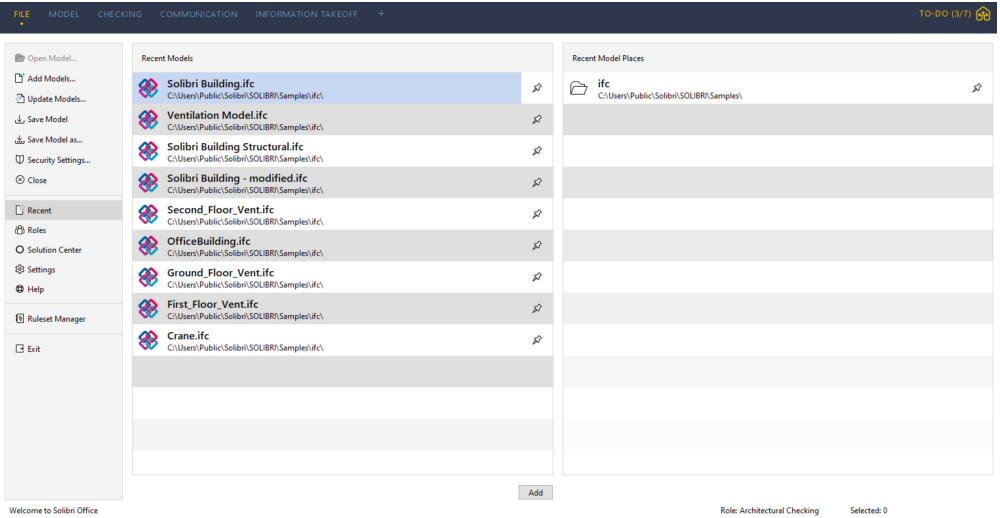 FILE MODEL CHECKING COMMUNICATION INFORMATION TAKEOFF + TO-DO (3/7)
Open Model...
Add Models...
Update Models...
Save Model
Save Model as...
Security Settings...
Close
Recent
Roles
Solution Center
Settings
Help
Ruleset Manager
Exit
Recent Models
Solibri Building.ifc
C:\Users\Public\Solibri\SOLIBRI\Samples\ifc\
Ventilation Model.ifc
C:\Users\Public\Solibri\SOLIBRI\Samples\ifc\
Solibri Building Structural.ifc
C:\Users\Public\Solibri\SOLIBRI\Samples\ifc\
Solibri Building - modified.ifc
C:\Users\Public\Solibri\SOLIBRI\Samples\ifc\
Second_Floor_Vent.ifc
C:\Users\Public\Solibri\SOLIBRI\Samples\ifc\
OfficeBuilding.ifc
C:\Users\Public\Solibri\SOLIBRI\Samples\ifc\
Ground_Floor_Vent.ifc
C:\Users\Public\Solibri\SOLIBRI\Samples\ifc\
First_Floor_Vent.ifc
C:\Users\Public\Solibri\SOLIBRI\Samples\ifc\
Crane.ifc
C:\Users\Public\Solibri\SOLIBRI\Samples\ifc\
Add
Recent Model Places
ifc
C:\Users\Public\Solibri\SOLIBRI\Samples\
Welcome to Solibri Office Role: Architectural Checking Selected: 0